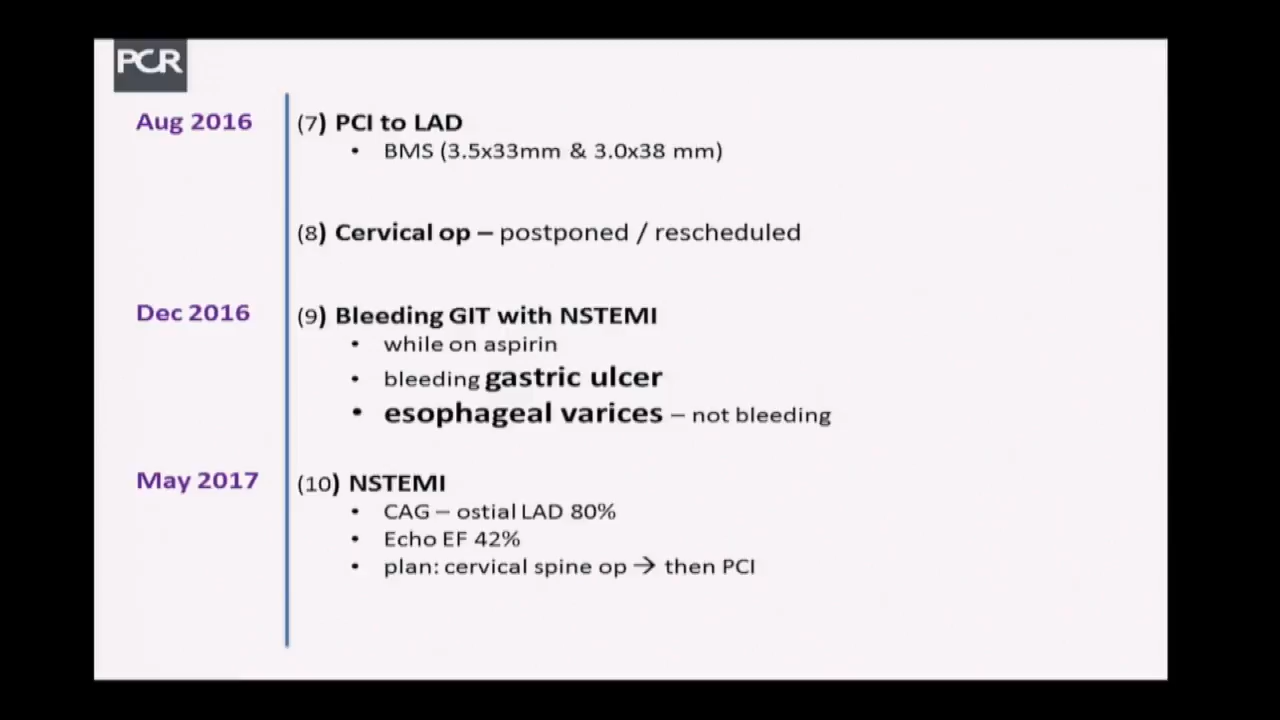 PCR
Aug 2016
(7) PCI to LAD
• BMS (3.5x33mm & 3.0x38 mm)
(8) Cervical op – postponed / rescheduled
Dec 2016
(9) Bleeding GIT with NSTEMI
• while on aspirin
• bleeding gastric ulcer
• esophageal varices – not bleeding
May 2017
(10) NSTEMI
• CAG – ostial LAD 80%
• Echo EF 42%
• plan: cervical spine op → then PCI